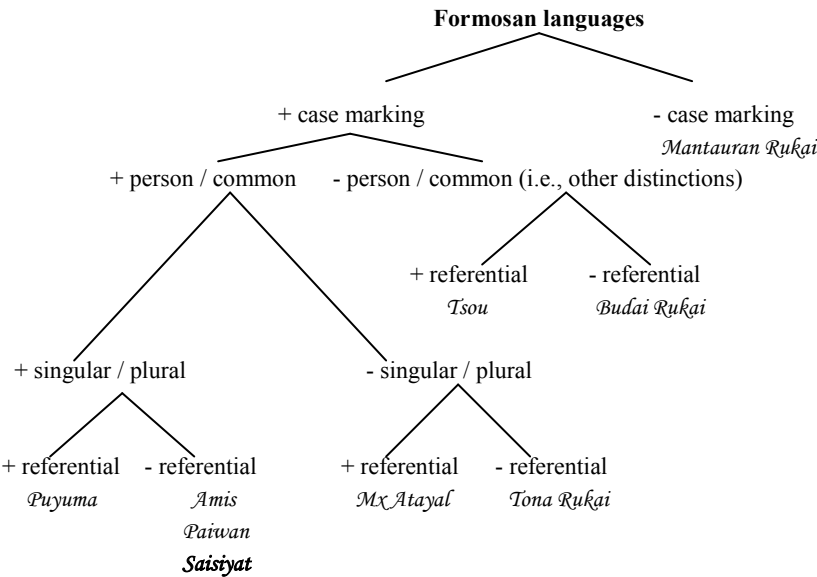 Formosan languages
+ case marking - case marking
Mantauran Rukai
+ person / common - person / common (i.e., other distinctions)
+ referential - referential
Tsou Budai Rukai
+ singular / plural - singular / plural
+ referential - referential + referential - referential
Puyuma Amis Mx Atayal Tona Rukai
Paiwan
Saisiyat